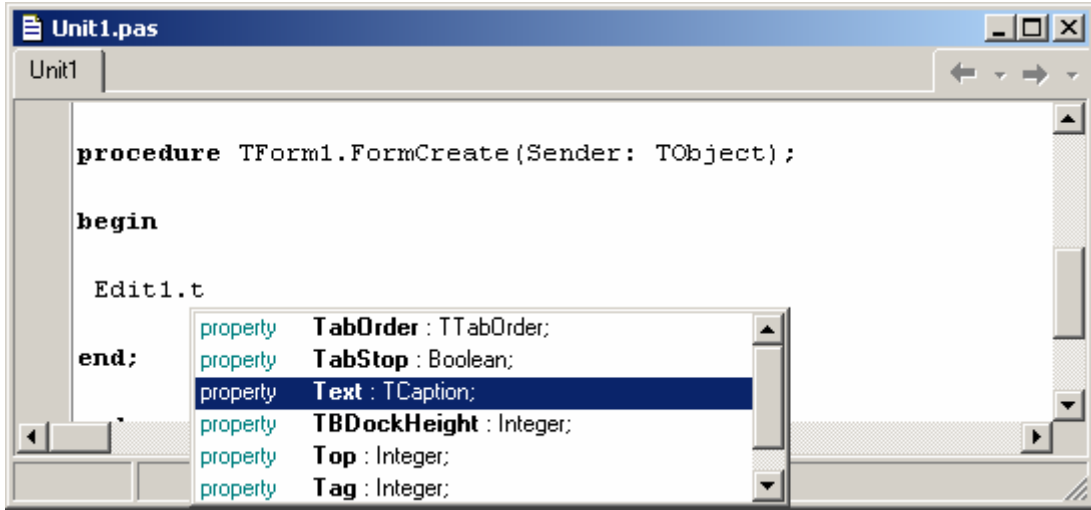 Unit1.pas
Unit1
procedure TForm1.FormCreate(Sender: TObject);
begin
Edit1.t
property TabOrder : TTabOrder;
end;
property TabStop : Boolean;
property Text : TCaption;
property TBDockHeight : Integer;
property Top : Integer;
property Tag : Integer;